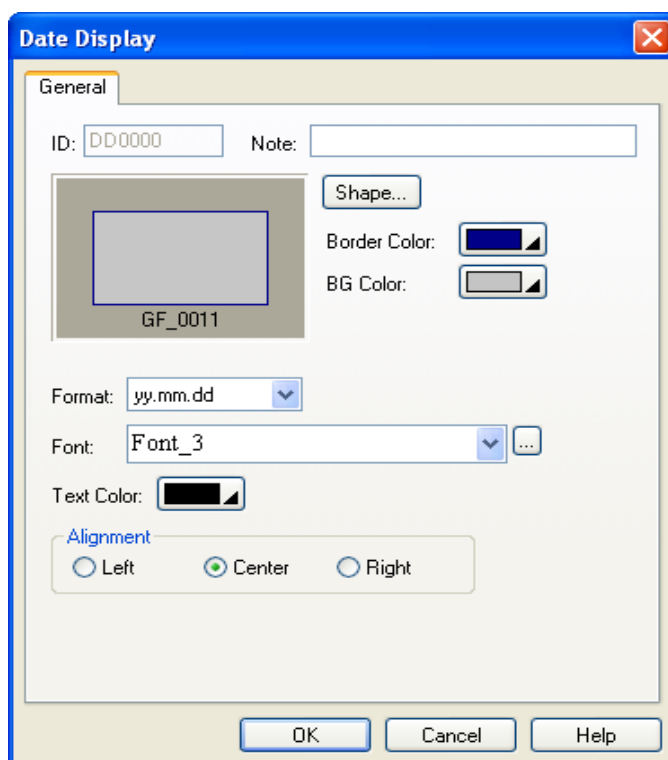 Date Display
General
ID: DD0000 Note:
Shape...
Border Color:
BG Color:
GF_0011
Format: yy.mm.dd
Font: Font_3 ...
Text Color:
Alignment
Left Center Right
OK Cancel Help